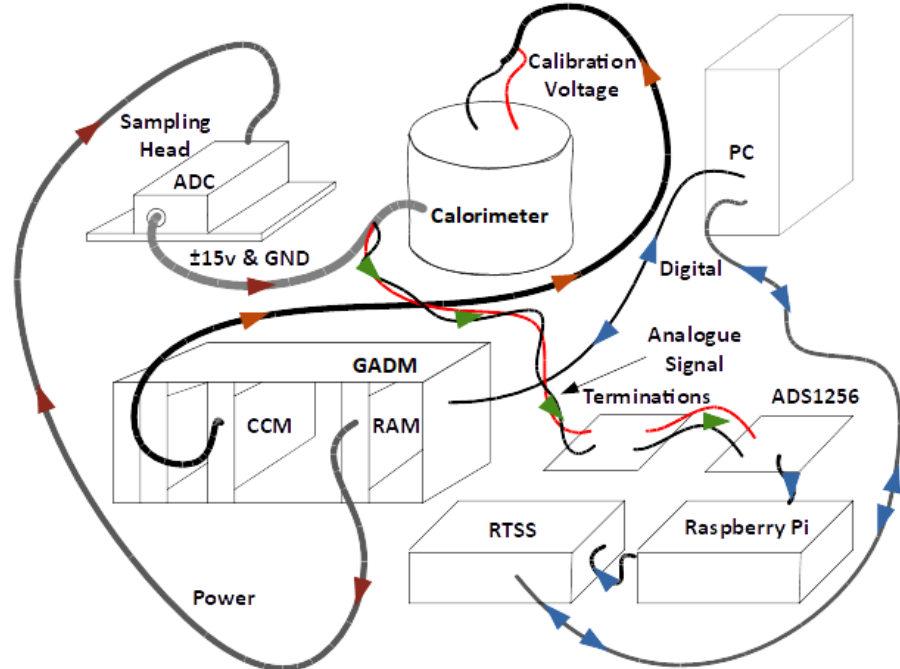 Calibration
Voltage
Sampling
Head
ADC
PC
Calorimeter
±15v & GND
Digital
Analogue
Signal
GADM
Terminations
ADS1256
CCM
RAM
RTSS
Raspberry Pi
Power